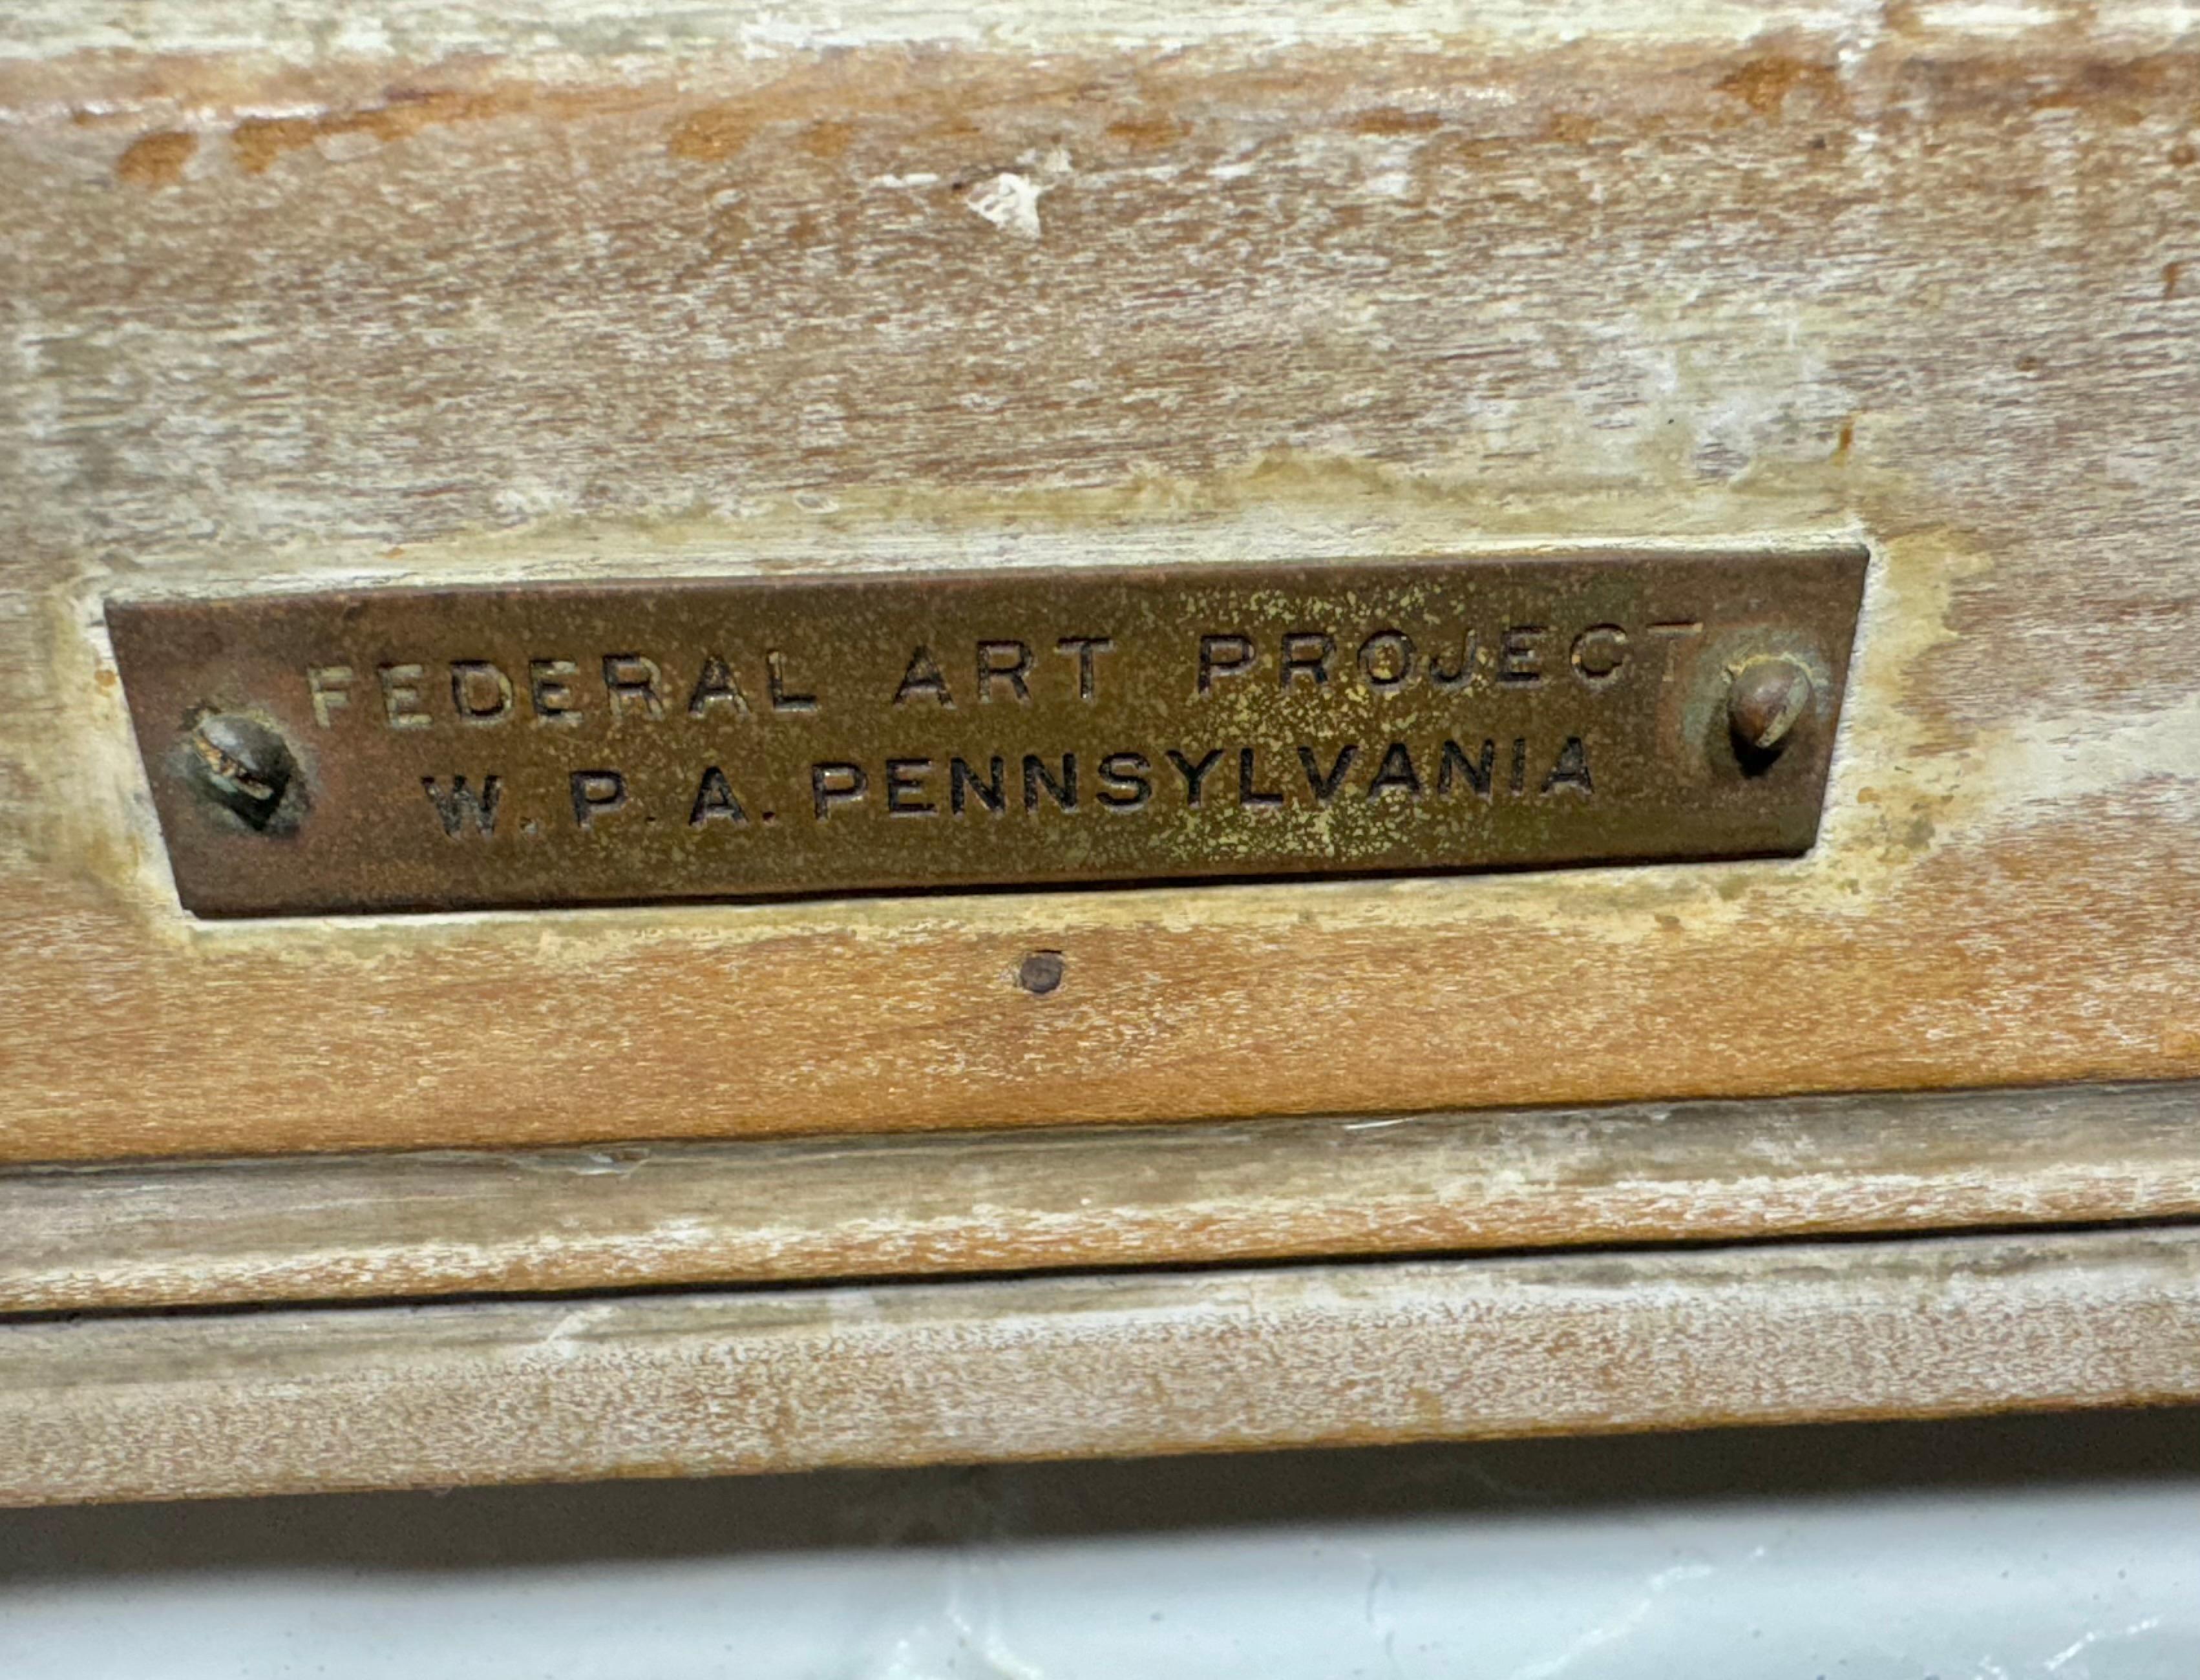 FEDERAL ART PROJECT
W. P. A. PENNSYLVANIA